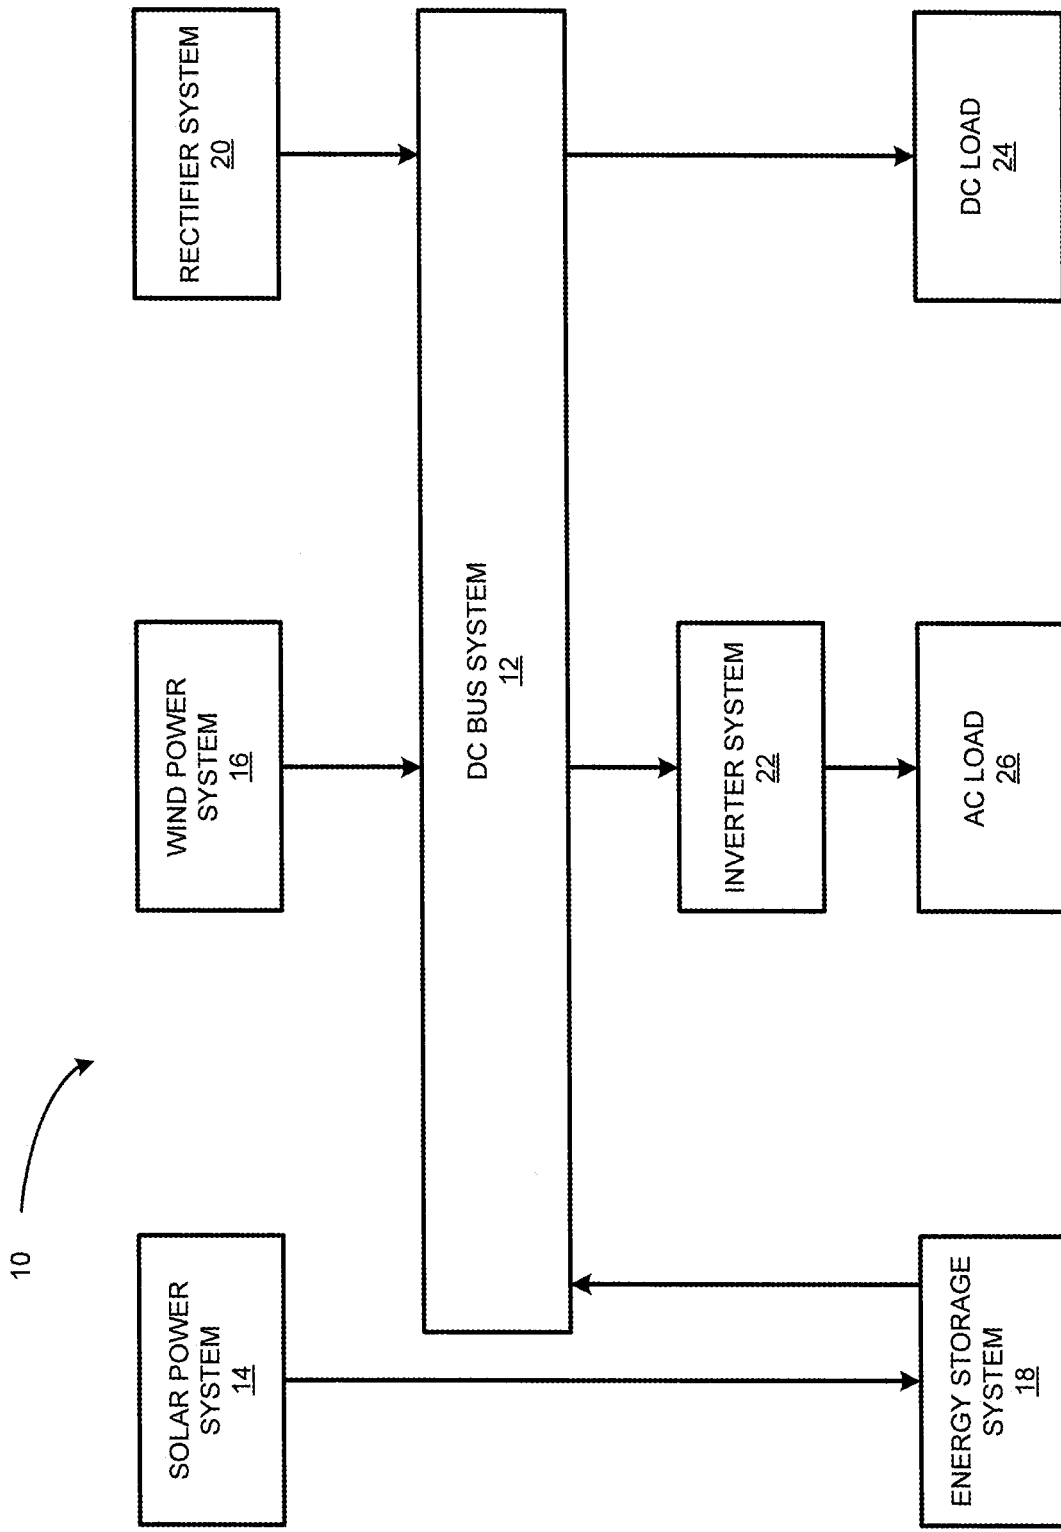 10
SOLAR POWER
SYSTEM
14
WIND POWER
SYSTEM
16
RECTIFIER SYSTEM
20
DC BUS SYSTEM
12
INVERTER SYSTEM
22
ENERGY STORAGE
SYSTEM
18
AC LOAD
26
DC LOAD
24